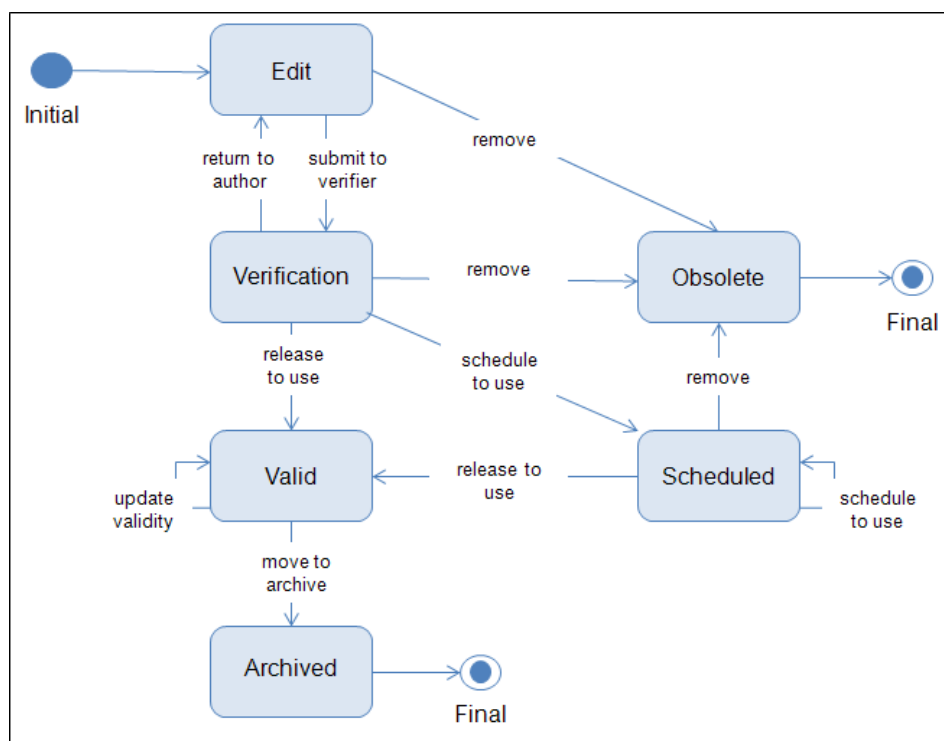 Edit
Initial
return to
author
submit to
verifier
remove
Verification
remove
Obsolete
Final
release
to use
schedule
to use
remove
Valid
release to
use
Scheduled
update
validity
schedule
to use
move to
archive
Archived
Final